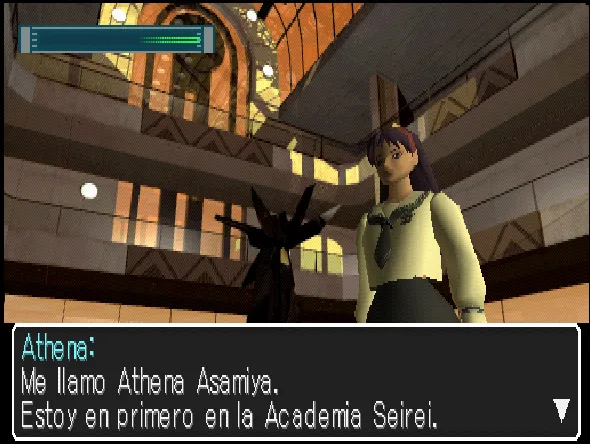 Athena:
Me llamo Athena Asamiya.
Estoy en primero en la Academia Seirei.